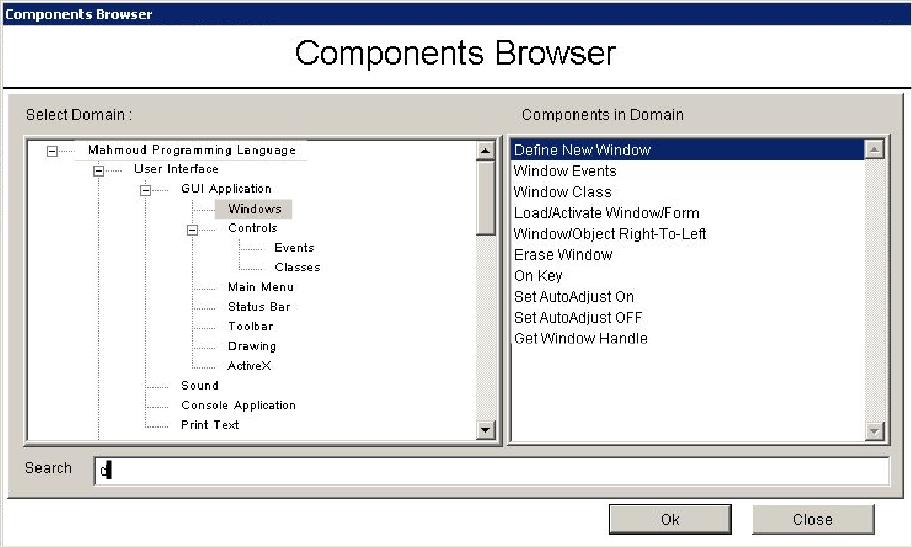 Components Browser
Components Browser
Select Domain :
Mahmoud Programming Language
User Interface
GUI Application
Windows
Controls
Events
Classes
Main Menu
Status Bar
Toolbar
Drawing
ActiveX
Sound
Console Application
Print Text
Components in Domain
Define New Window
Window Events
Window Class
Load/Activate Window/Form
Window/Object Right-To-Left
Erase Window
On Key
Set AutoAdjust On
Set AutoAdjust OFF
Get Window Handle
Search
d
Ok
Close